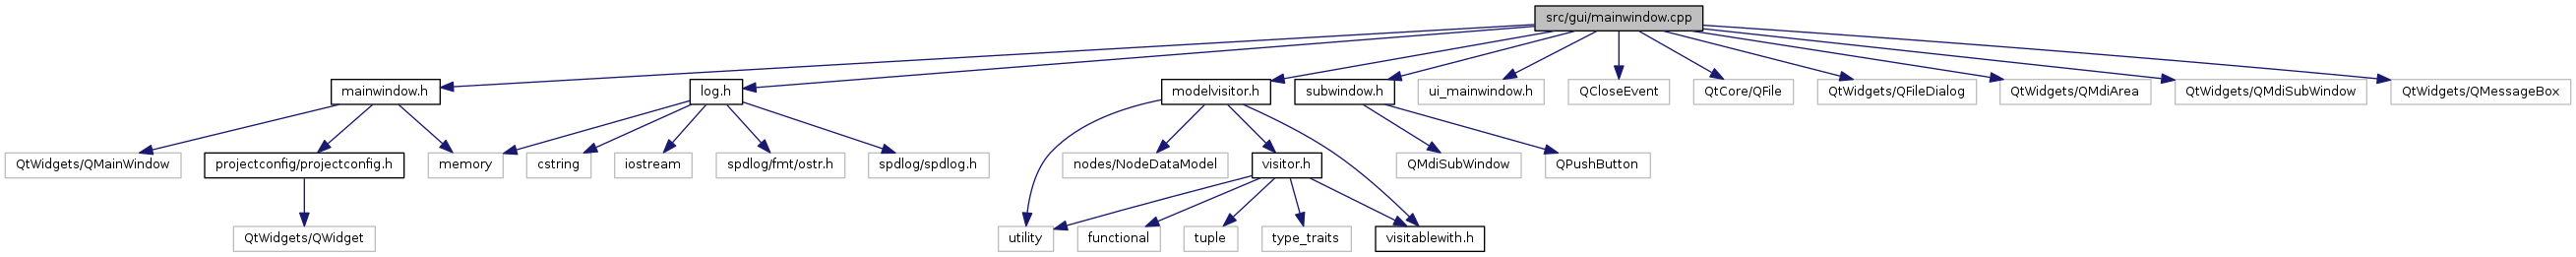 src/gui/mainwindow.cpp
mainwindow.h
log.h
modelvisitor.h
subwindow.h
ui_mainwindow.h
QCloseEvent
QtCore/QFile
QtWidgets/QFileDialog
QtWidgets/QMdiArea
QtWidgets/QMdiSubWindow
QtWidgets/QMessageBox
QtWidgets/QMainWindow
projectconfig/projectconfig.h
memory
cstring
iostream
spdlog/fmt/ostr.h
spdlog/spdlog.h
nodes/NodeDataModel
visitor.h
QMdiSubWindow
QPushButton
QtWidgets/QWidget
utility
functional
tuple
type_traits
visitablewith.h